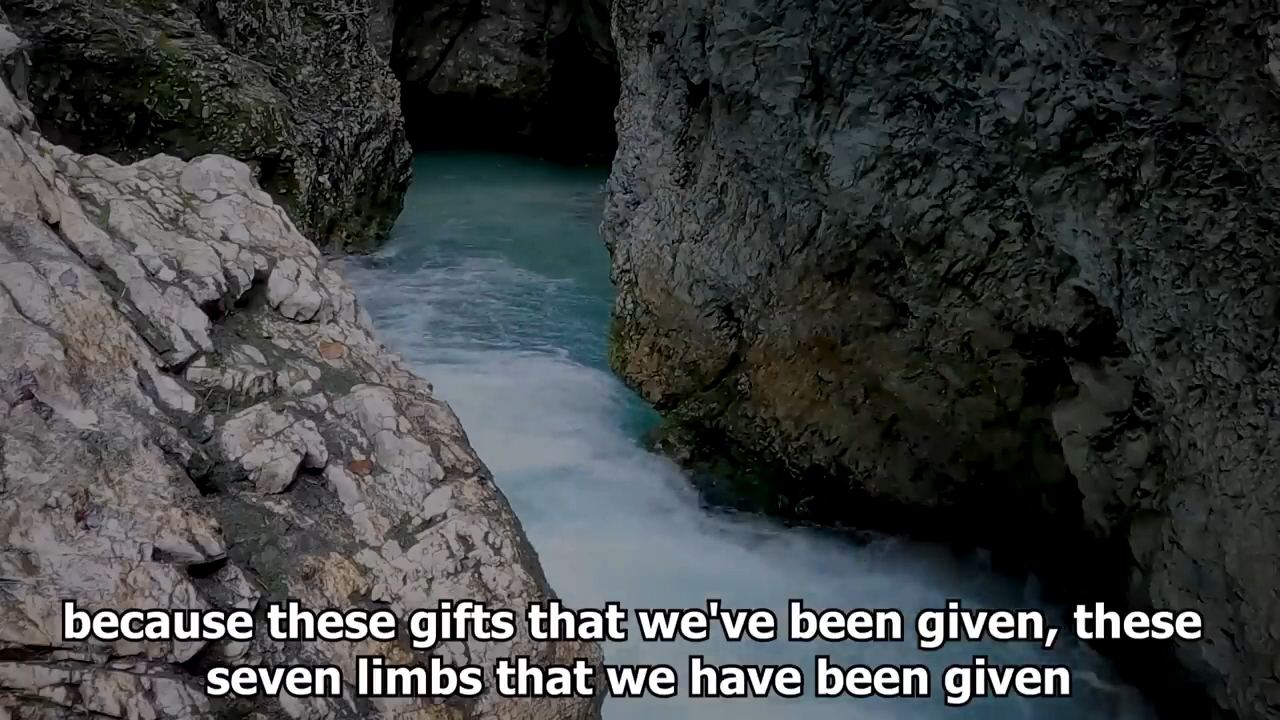 because these gifts that we've been given, these
seven limbs that we have been given